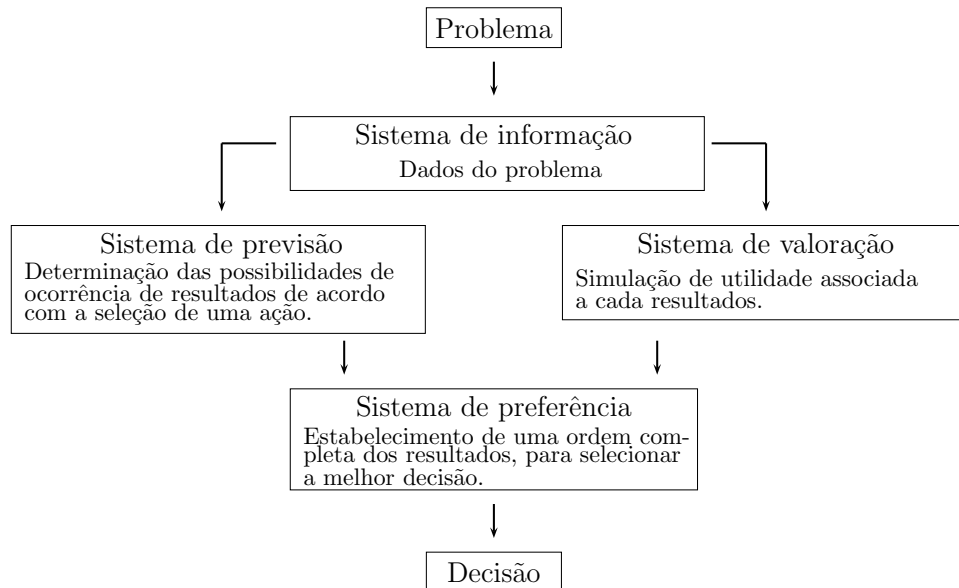 Problema
Sistema de informação
Dados do problema
Sistema de previsão
Determinação das possibilidades de
ocorrência de resultados de acordo
com a seleção de uma ação.
Sistema de valoração
Simulação de utilidade associada
a cada resultados.
Sistema de preferência
Estabelecimento de uma ordem com-
pleta dos resultados, para selecionar
a melhor decisão.
Decisão